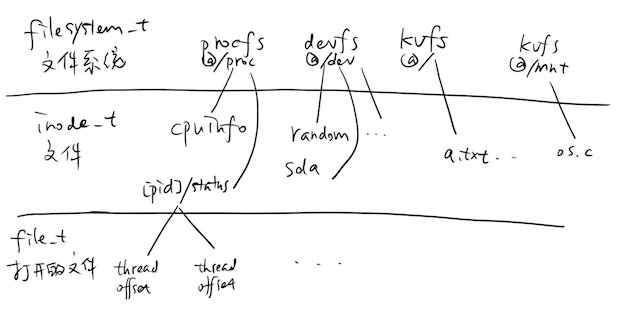 filesystem_t
文件系统
procfs
@/proc
devfs
@/dev
kvfs
@/
kvfs
@/mnt
inode_t
文件
cpuinfo
[pid]/status
random
sda
...
a.txt...
os.c
file_t
打开的文件
thread
offset
thread
offset
...